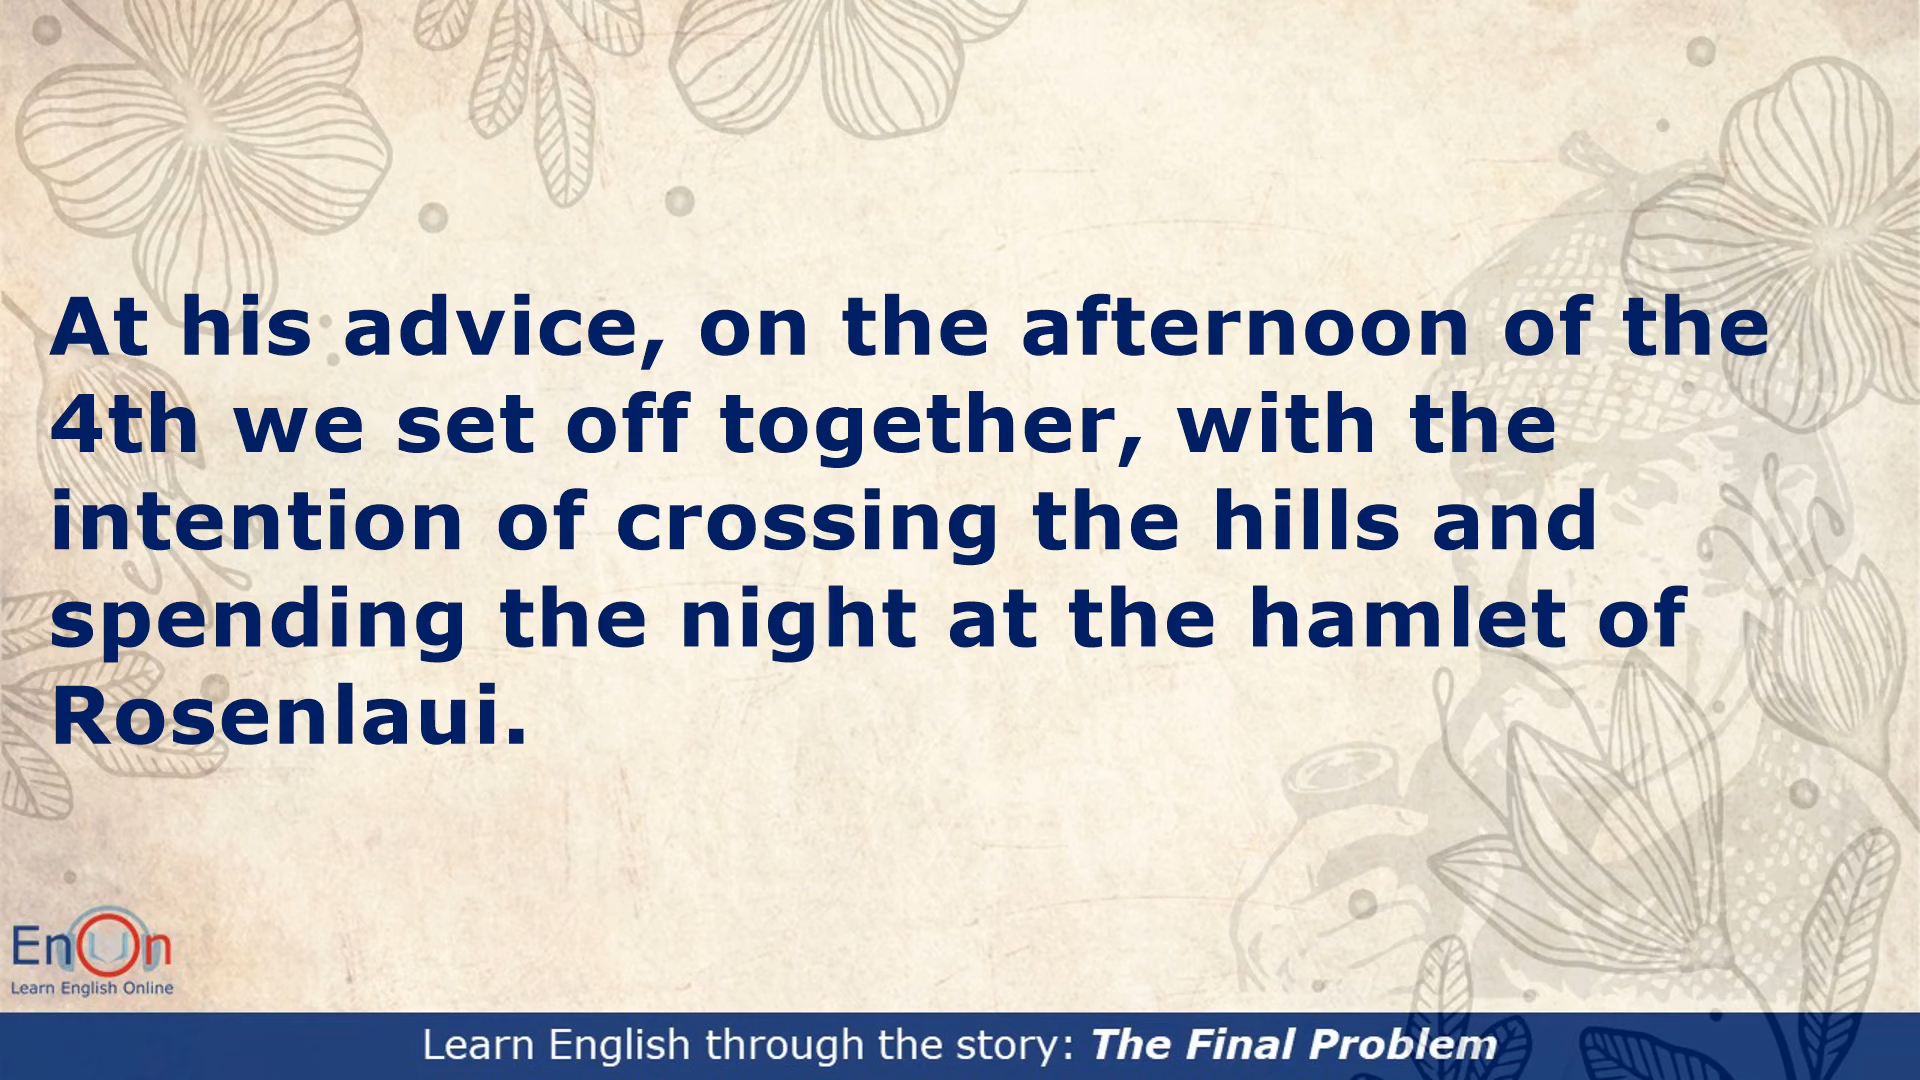 At his advice, on the afternoon of the
4th we set off together, with the
intention of crossing the hills and
spending the night at the hamlet of
Rosenlaui.
EnOn
Learn English Online
Learn English through the story: The Final Problem